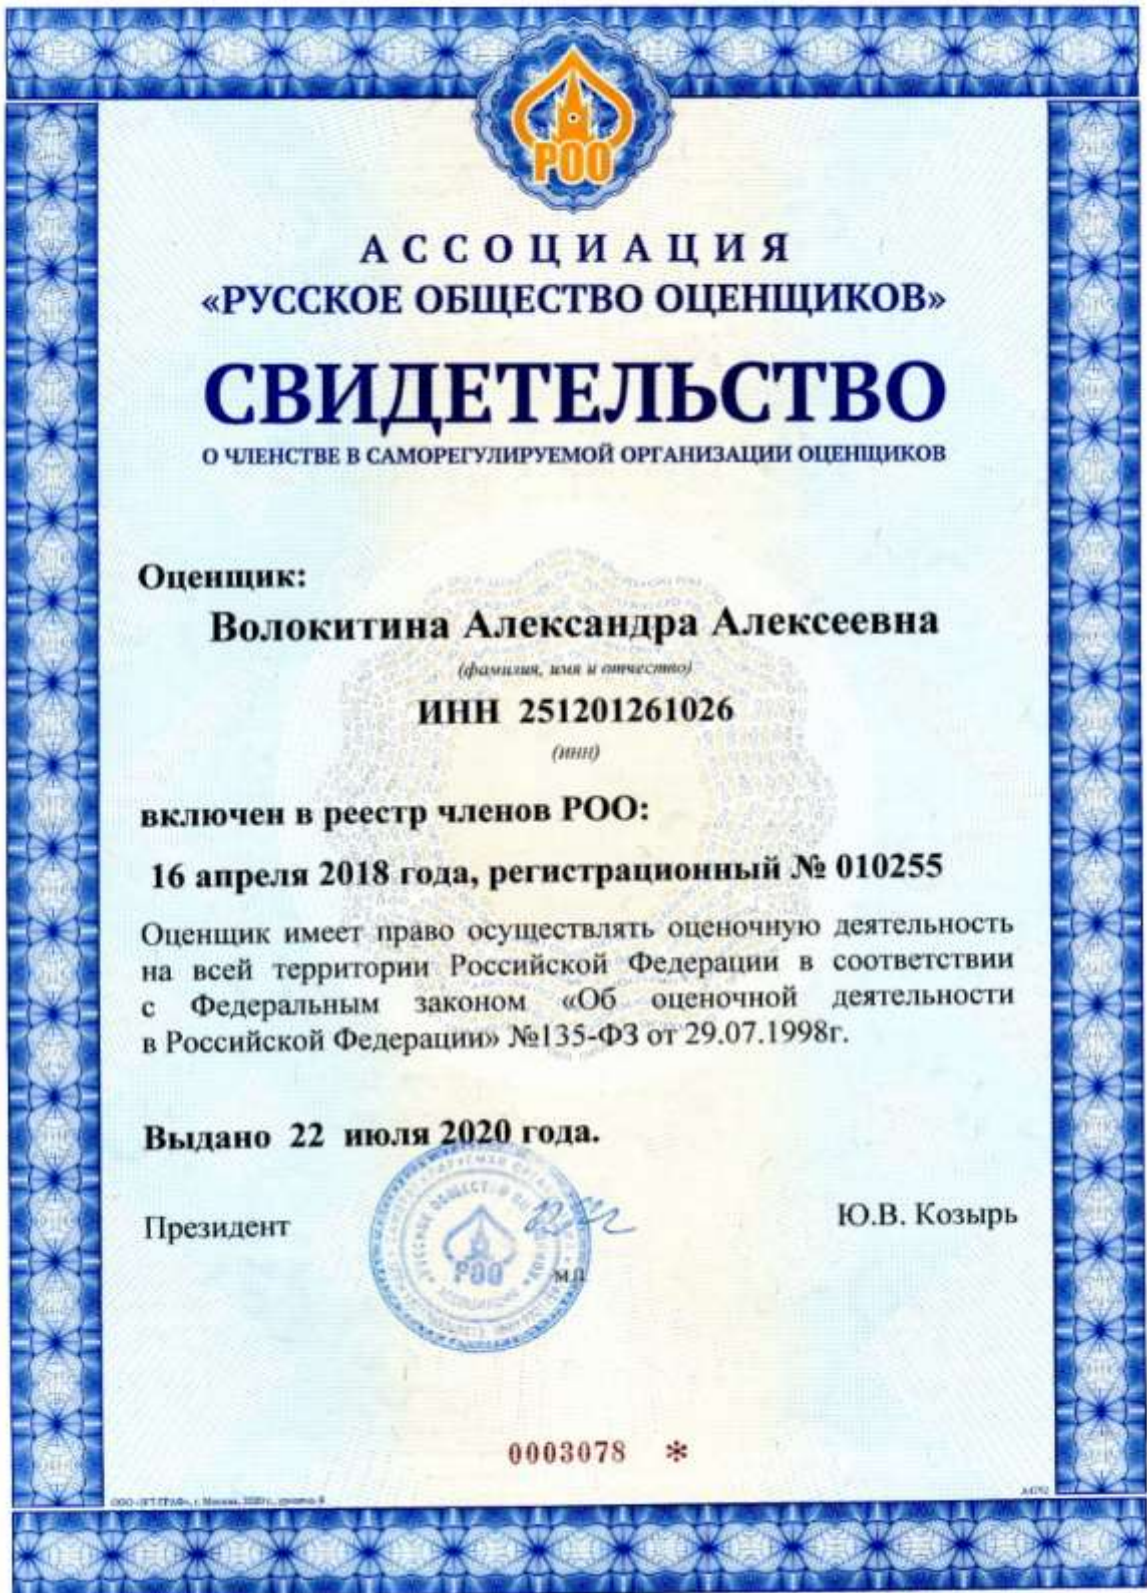 РОО
АССОЦИАЦИЯ
«РУССКОЕ ОБЩЕСТВО ОЦЕНЩИКОВ»
СВИДЕТЕЛЬСТВО
О ЧЛЕНСТВЕ В САМОРЕГУЛИРУЕМОЙ ОРГАНИЗАЦИИ ОЦЕНЩИКОВ
Оценщик:
Волокитина Александра Алексеевна
(фамилия, имя и отчество)
ИНН 251201261026
(инн)
включен в реестр членов РОО:
16 апреля 2018 года, регистрационный № 010255
Оценщик имеет право осуществлять оценочную деятельность
на всей территории Российской Федерации в соответствии
с Федеральным законом «Об оценочной деятельности
в Российской Федерации» №135-ФЗ от 29.07.1998г.
Выдано 22 июля 2020 года.
Президент
Ю.В. Козырь
РОО
М.П.
0003078 *